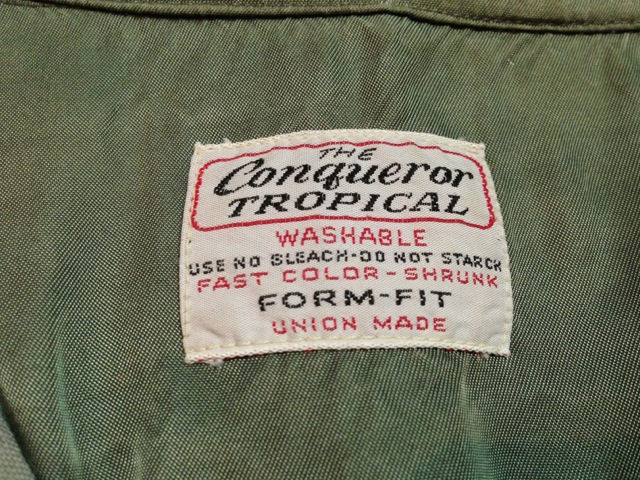 THE
Conqueror
TROPICAL
WASHABLE
USE NO BLEACH-DO NOT STARCH
FAST COLOR-SHRUNK
FORM-FIT
UNION MADE